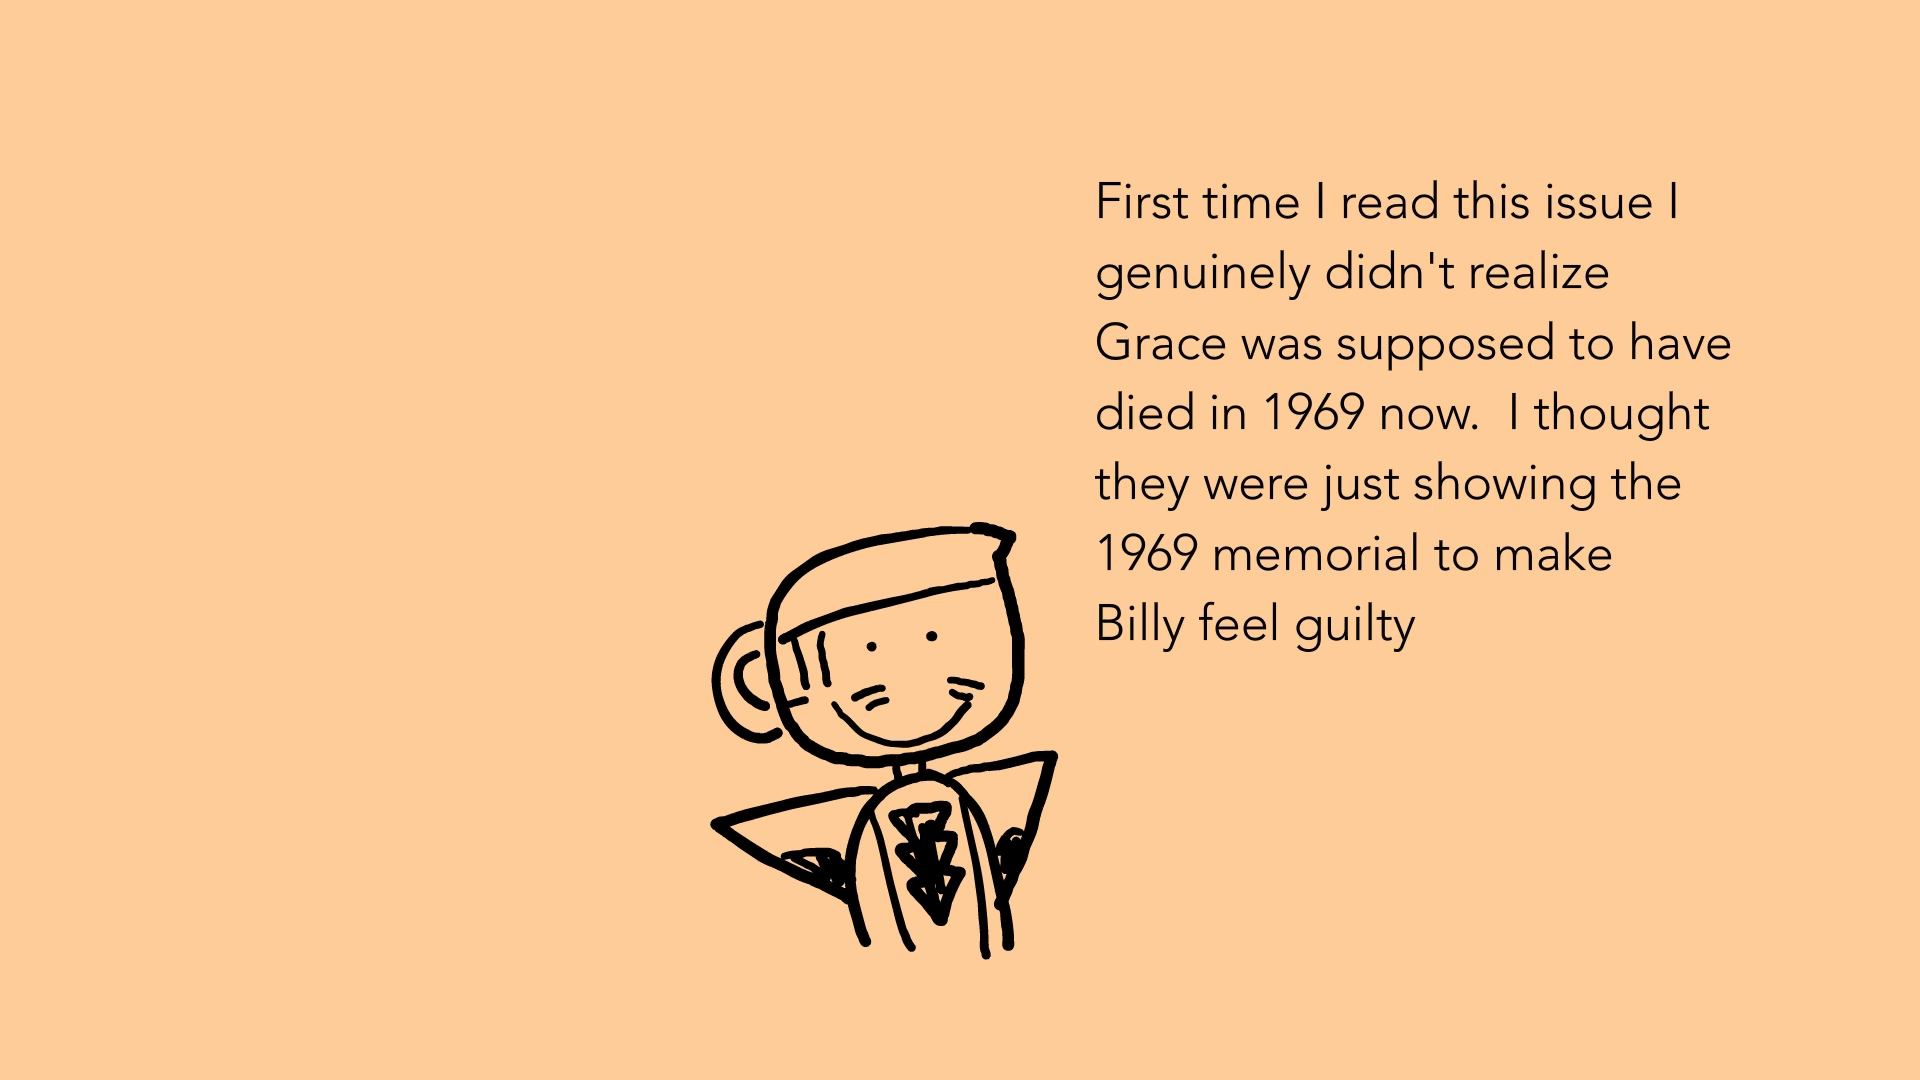 First time I read this issue I
genuinely didn't realize
Grace was supposed to have
died in 1969 now.  I thought
they were just showing the
1969 memorial to make
Billy feel guilty